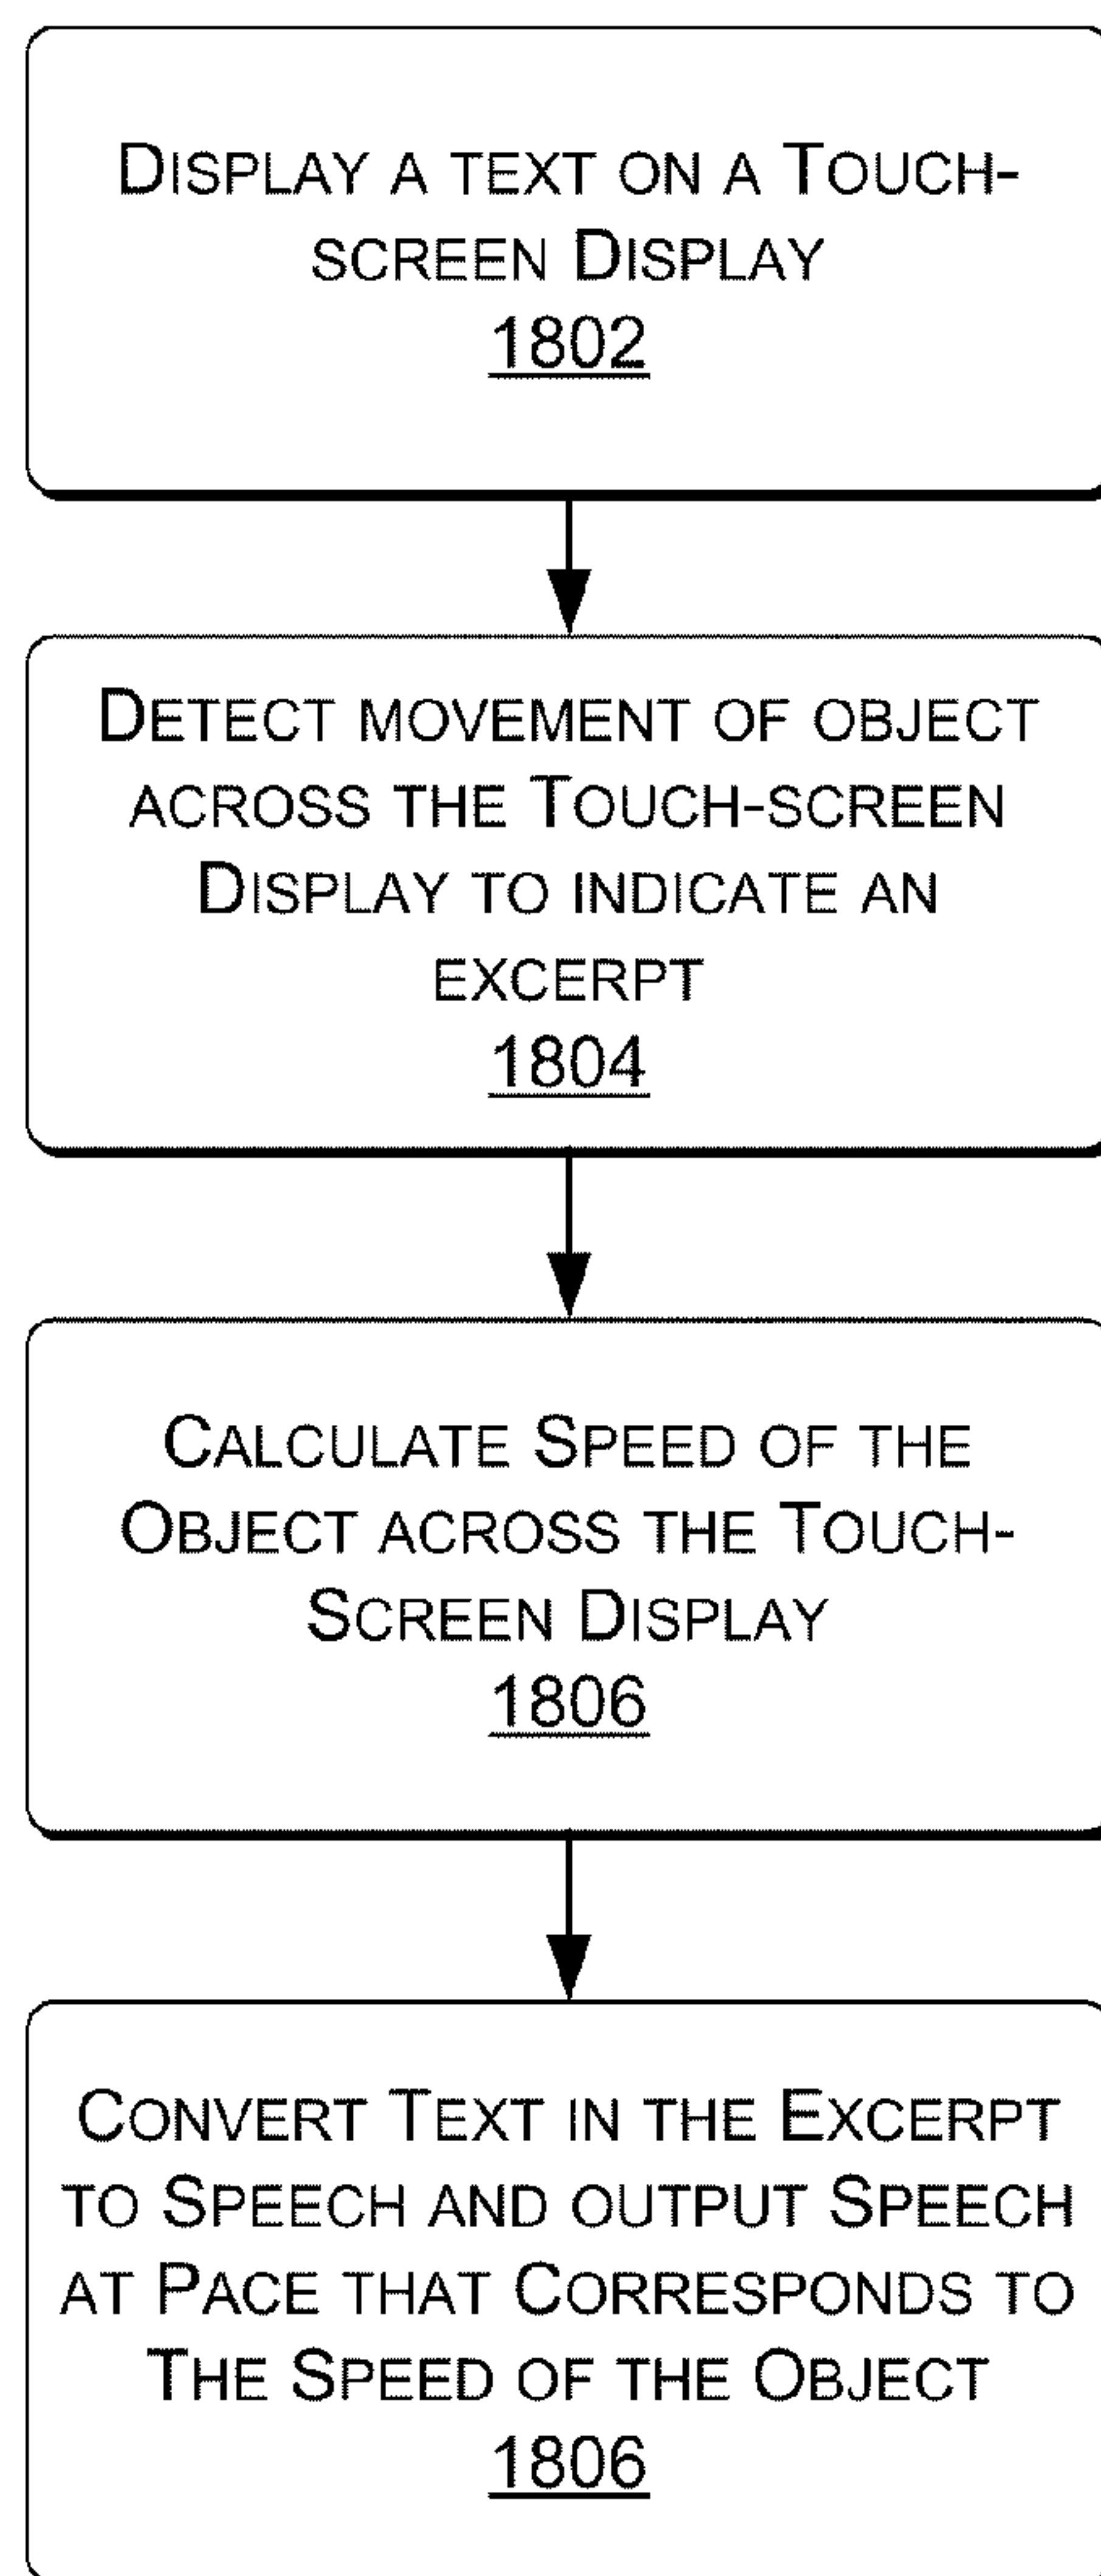 DISPLAY A TEXT ON A TOUCH-
SCREEN DISPLAY
1802
DETECT MOVEMENT OF OBJECT
ACROSS THE TOUCH-SCREEN
DISPLAY TO INDICATE AN
EXCERPT
1804
CALCULATE SPEED OF THE
OBJECT ACROSS THE TOUCH-
SCREEN DISPLAY
1806
CONVERT TEXT IN THE EXCERPT
TO SPEECH AND OUTPUT SPEECH
AT PACE THAT CORRESPONDS TO
THE SPEED OF THE OBJECT
1806